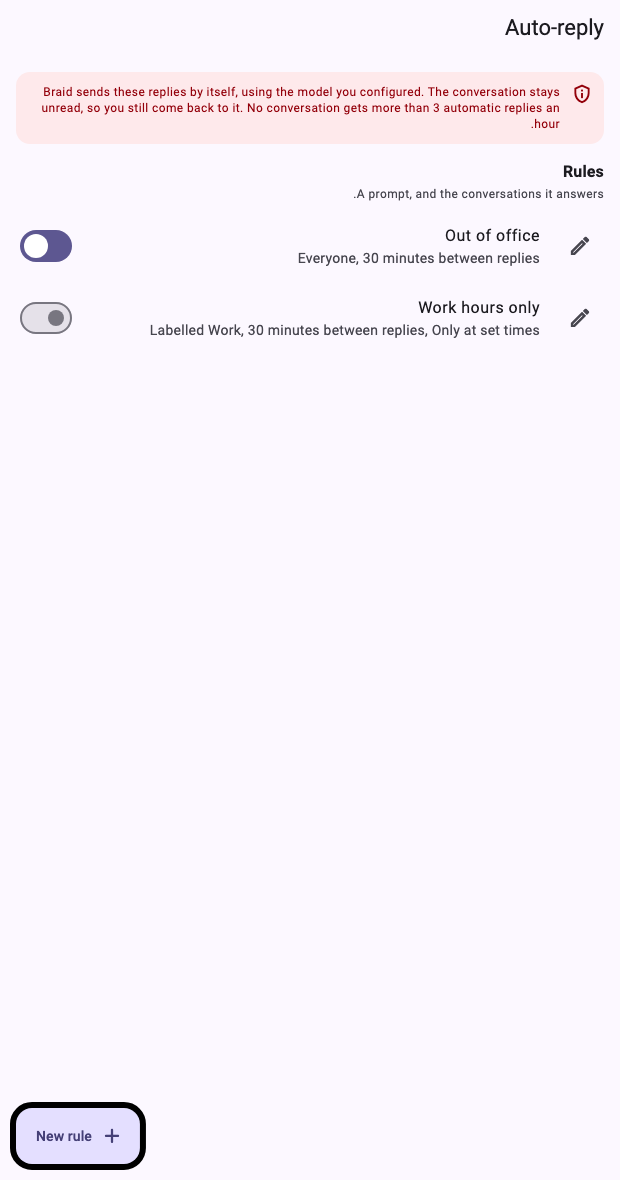 Auto-reply
Braid sends these replies by itself, using the model you configured. The conversation stays
unread, so you still come back to it. No conversation gets more than 3 automatic replies an
.hour
Rules
.A prompt, and the conversations it answers
Out of office
Everyone, 30 minutes between replies
Work hours only
Labelled Work, 30 minutes between replies, Only at set times
New rule